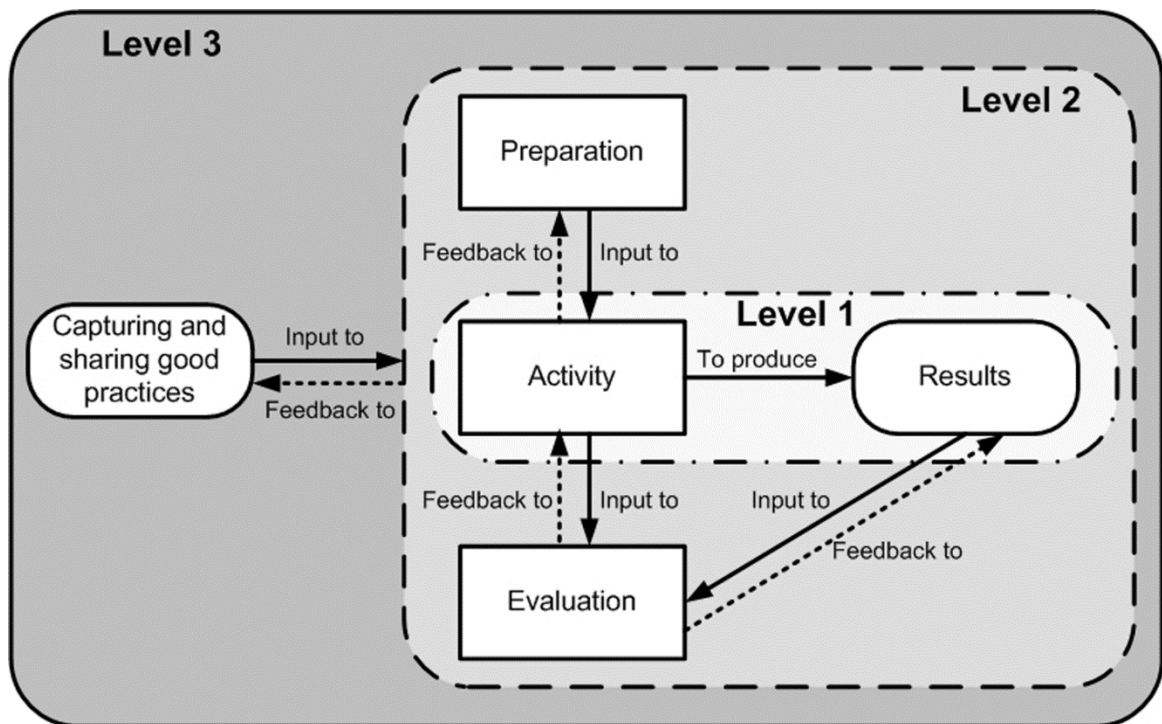 Level 3
Level 2
Preparation
Feedback to
Input to
Level 1
Capturing and
sharing good
practices
Input to
Feedback to
Activity
To produce
Results
Feedback to
Input to
Input to
Feedback to
Evaluation